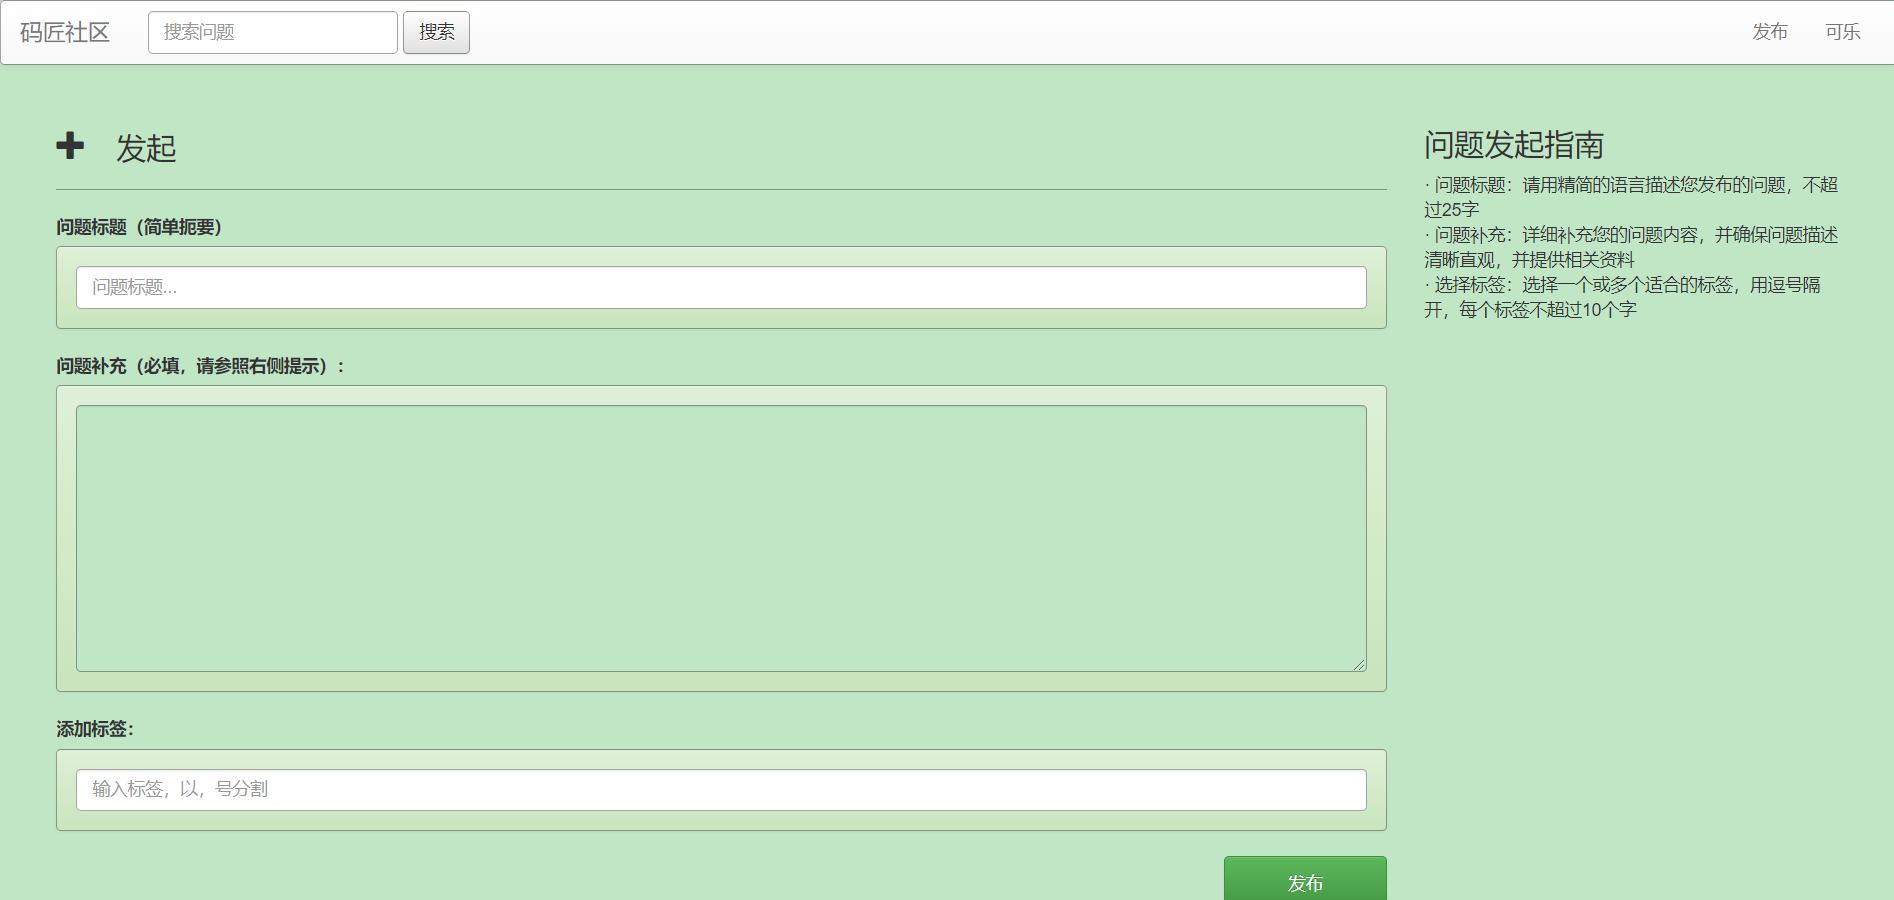 码匠社区
搜索问题
搜索
发布
可乐
发起
问题标题（简单扼要）
问题标题...
问题补充（必填，请参照右侧提示）：
添加标签：
输入标签，以，号分割
发布
问题发起指南
· 问题标题：请用精简的语言描述您发布的问题，不超
过25字
· 问题补充：详细补充您的问题内容，并确保问题描述
清晰直观，并提供相关资料
· 选择标签：选择一个或多个适合的标签，用逗号隔
开，每个标签不超过10个字